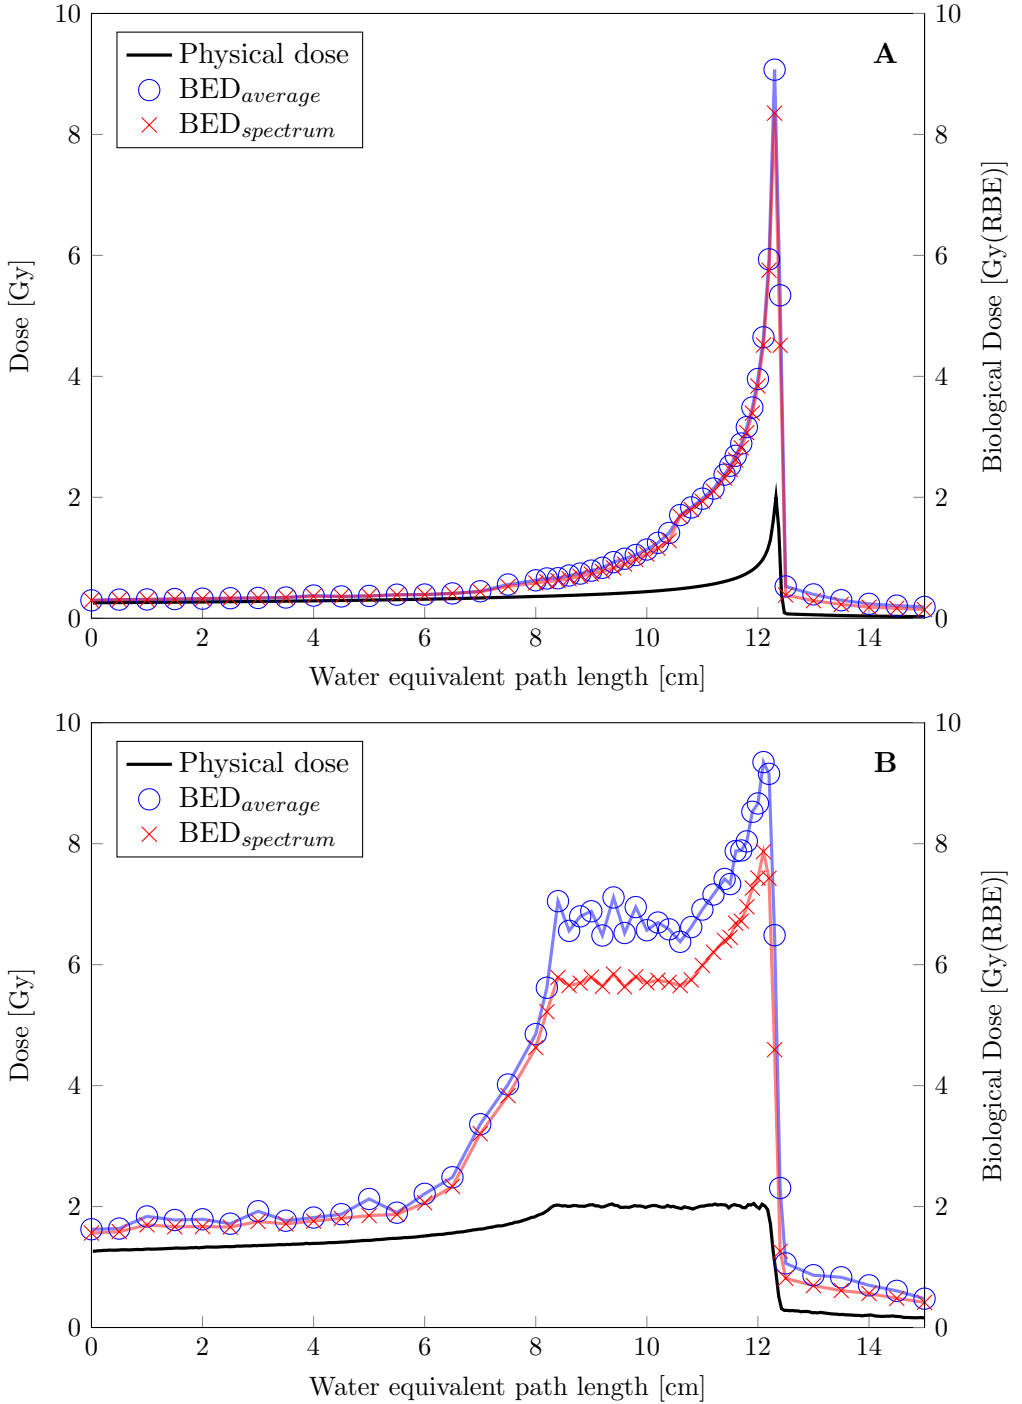 10
8
6
4
2
0
Dose [Gy]
Physical dose
BED_average
BED_spectrum
A
10
8
6
4
2
0
Biological Dose [Gy(RBE)]
0 2 4 6 8 10 12 14
Water equivalent path length [cm]
10
8
6
4
2
0
Dose [Gy]
Physical dose
BED_average
BED_spectrum
B
10
8
6
4
2
0
Biological Dose [Gy(RBE)]
0 2 4 6 8 10 12 14
Water equivalent path length [cm]